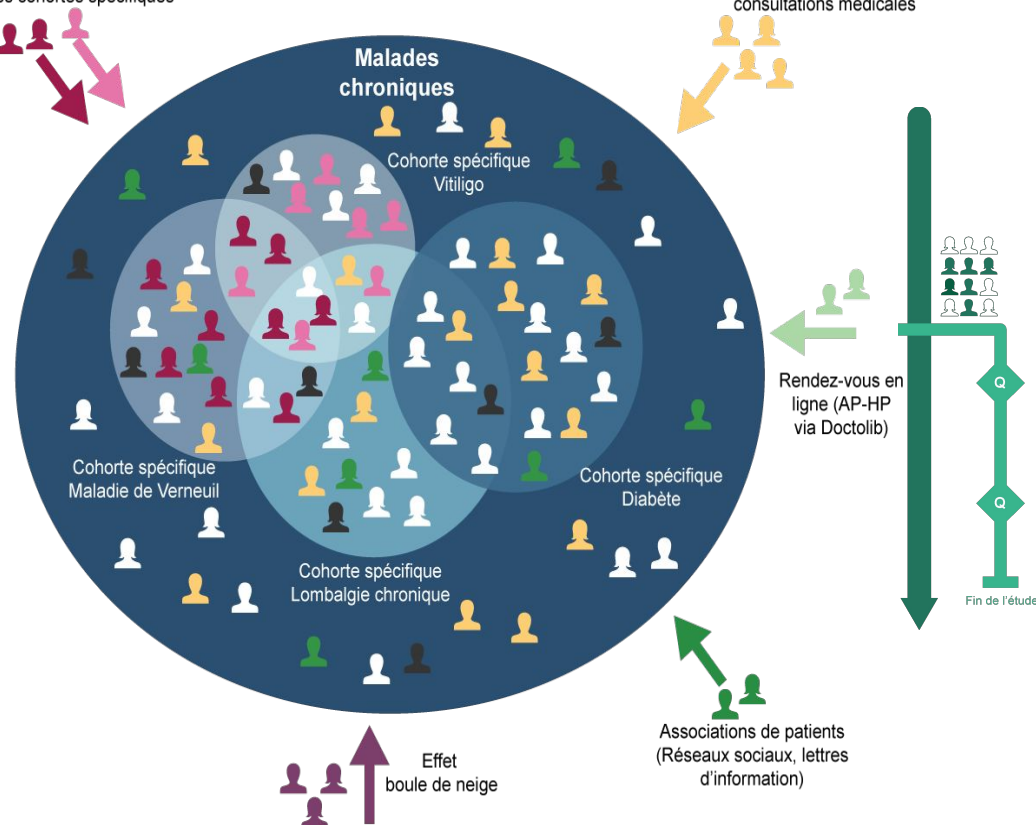 cohortes spécifiques
consultations médicales
Malades
chroniques
Cohorte spécifique
Vitiligo
Rendez-vous en
ligne (AP-HP
via Doctolib)
Q
Q
Fin de l'étude
Cohorte spécifique
Maladie de Verneuil
Cohorte spécifique
Diabète
Cohorte spécifique
Lombalgie chronique
Associations de patients
(Réseaux sociaux, lettres
d'information)
Effet
boule de neige